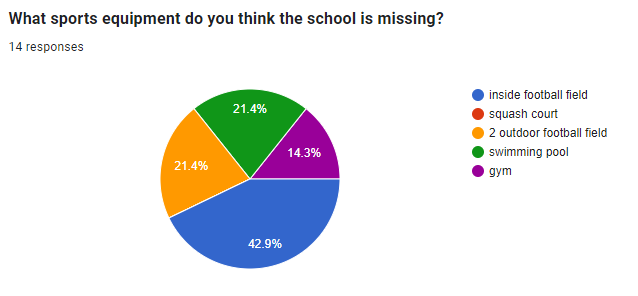 What sports equipment do you think the school is missing?
14 responses
21.4%
14.3%
21.4%
42.9%
inside football field
squash court
2 outdoor football field
swimming pool
gym